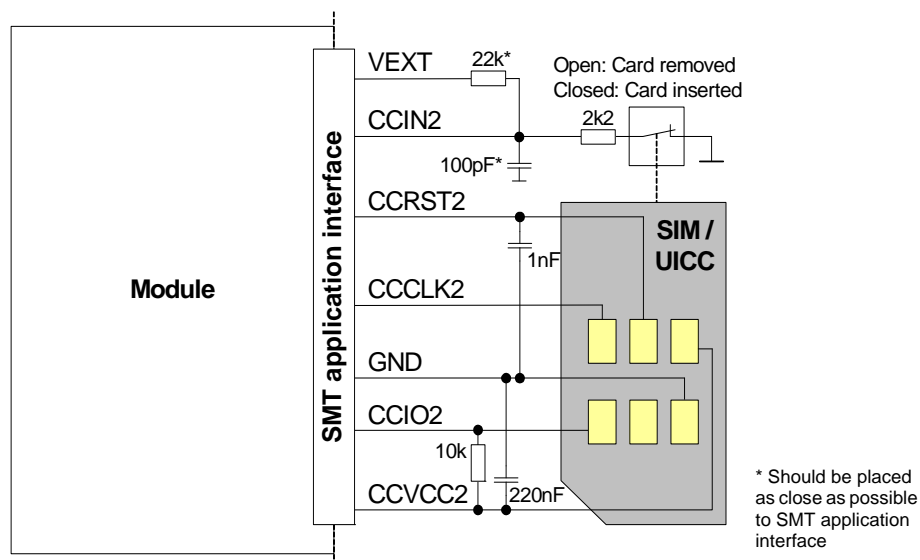 VEXT
22k*
Open: Card removed
Closed: Card inserted
CCIN2
2k2
100pF*
CCRST2
SIM /
UICC
1nF
Module
SMT application interface
CCCLK2
GND
CCIO2
10k
CCVCC2
220nF
* Should be placed
as close as possible
to SMT application
interface